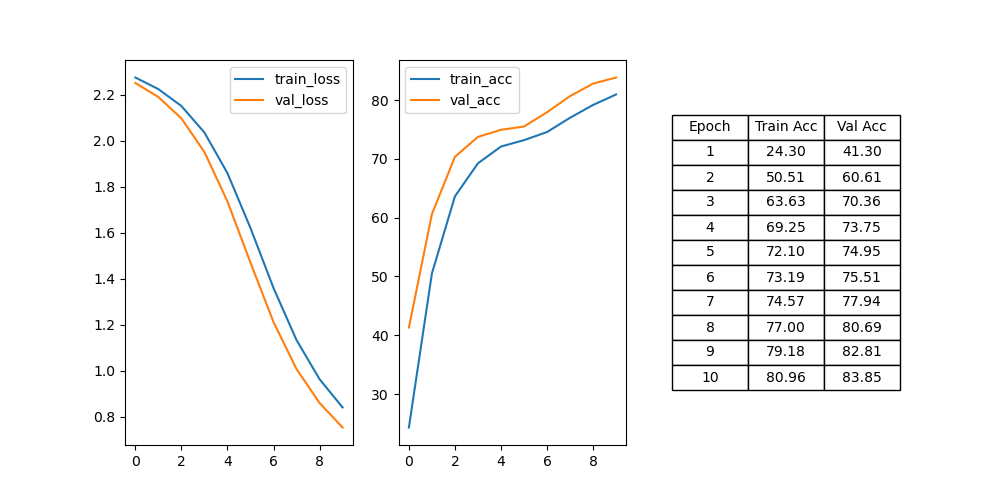 2.2
2.0
1.8
1.6
1.4
1.2
1.0
0.8
0 2 4 6 8
train_loss
val_loss
80
70
60
50
40
30
0 2 4 6 8
train_acc
val_acc
Epoch Train Acc Val Acc
1 24.30 41.30
2 50.51 60.61
3 63.63 70.36
4 69.25 73.75
5 72.10 74.95
6 73.19 75.51
7 74.57 77.94
8 77.00 80.69
9 79.18 82.81
10 80.96 83.85